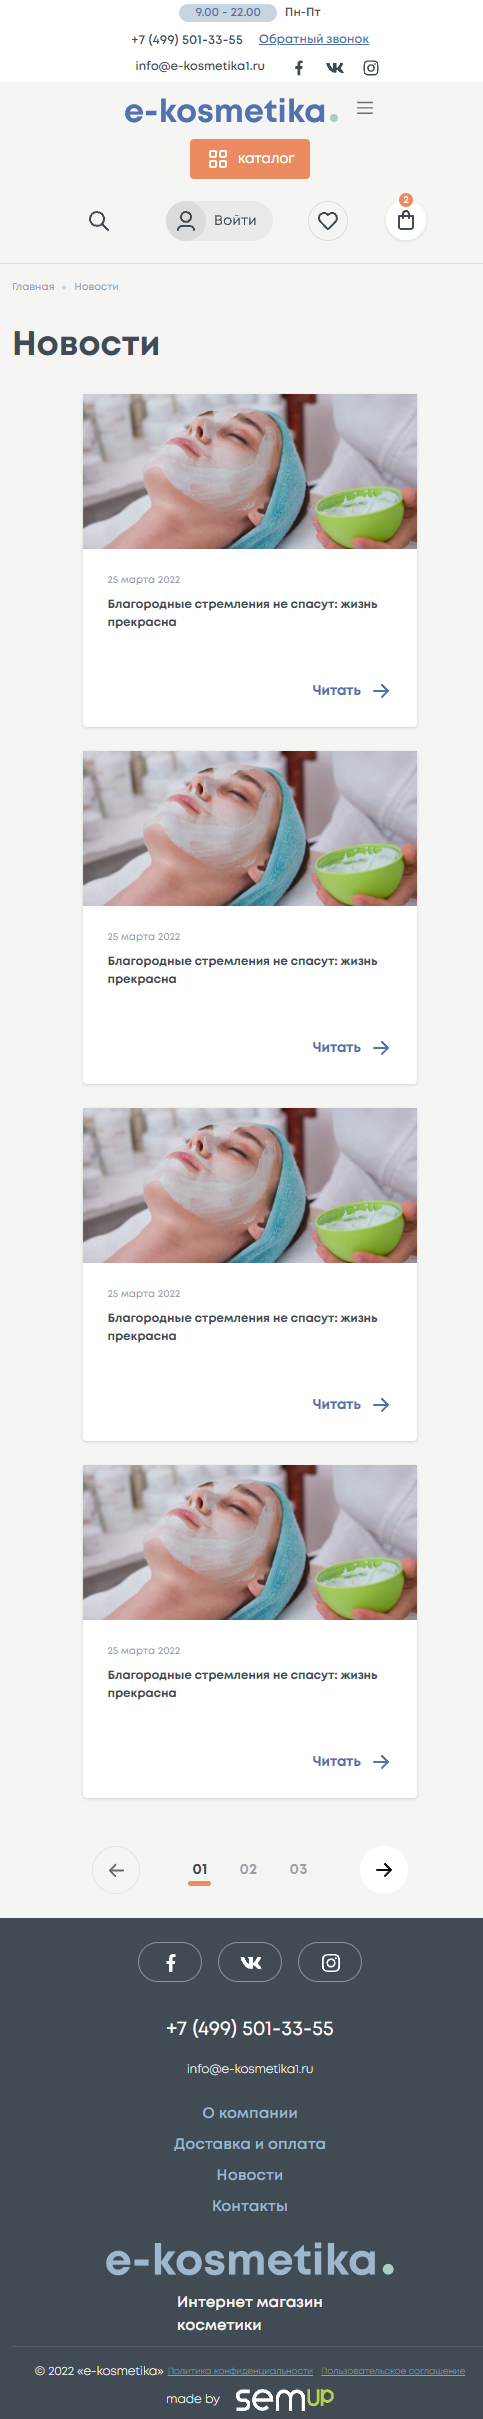 9.00 - 22.00 Пн-Пт
+7 (499) 501-33-55 Обратный звонок
info@e-kosmetika1.ru
e-kosmetika.
каталог
Войти
2
Главная • Новости
Новости
25 марта 2022
Благородные стремления не спасут: жизнь
прекрасна
Читать
25 марта 2022
Благородные стремления не спасут: жизнь
прекрасна
Читать
25 марта 2022
Благородные стремления не спасут: жизнь
прекрасна
Читать
25 марта 2022
Благородные стремления не спасут: жизнь
прекрасна
Читать
01 02 03
+7 (499) 501-33-55
info@e-kosmetika1.ru
О компании
Доставка и оплата
Новости
Контакты
e-kosmetika.
Интернет магазин
косметики
© 2022 «e-kosmetika» Политика конфиденциальности Пользовательское соглашение
made by semup